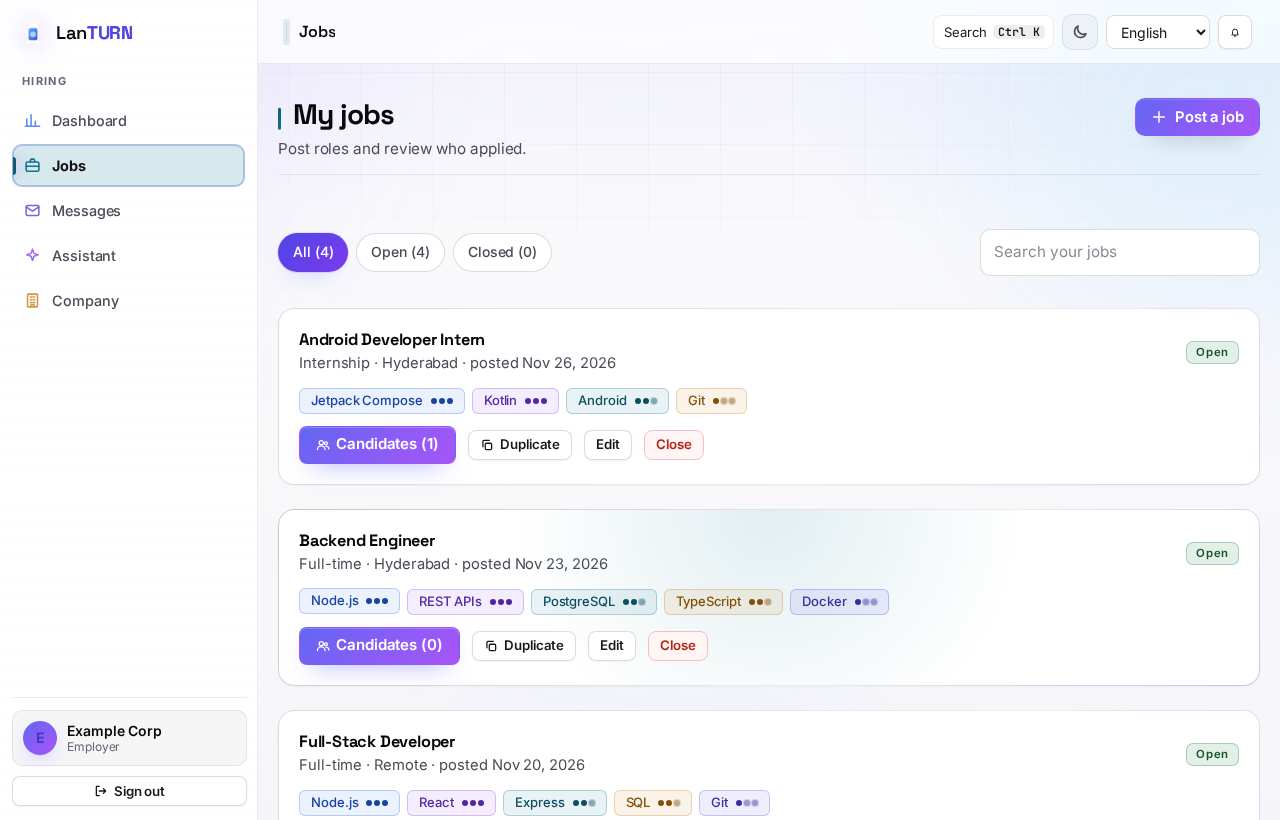 LanTURN
HIRING
Dashboard
Jobs
Messages
Assistant
Company
Example Corp
E
Employer
Sign out
Jobs
Search Ctrl K
English
My jobs
Post roles and review who applied.
Post a job
All (4)
Open (4)
Closed (0)
Search your jobs
Android Developer Intern
Internship · Hyderabad · posted Nov 26, 2026
Open
Jetpack Compose
Kotlin
Android
Git
Candidates (1)
Duplicate
Edit
Close
Backend Engineer
Full-time · Hyderabad · posted Nov 23, 2026
Open
Node.js
REST APIs
PostgreSQL
TypeScript
Docker
Candidates (0)
Duplicate
Edit
Close
Full-Stack Developer
Full-time · Remote · posted Nov 20, 2026
Open
Node.js
React
Express
SQL
Git